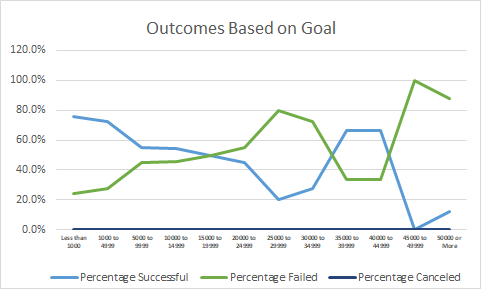 Outcomes Based on Goal
120.0%
100.0%
80.0%
60.0%
40.0%
20.0%
0.0%
Less than 1000 to 5000 to 10000 to 15000 to 20000 to 25000 to 30000 to 35000 to 40000 to 45000 to 50000 or
1000 4999 9999 14999 19999 24999 29999 34999 39999 44999 49999 More
Percentage Successful Percentage Failed Percentage Canceled